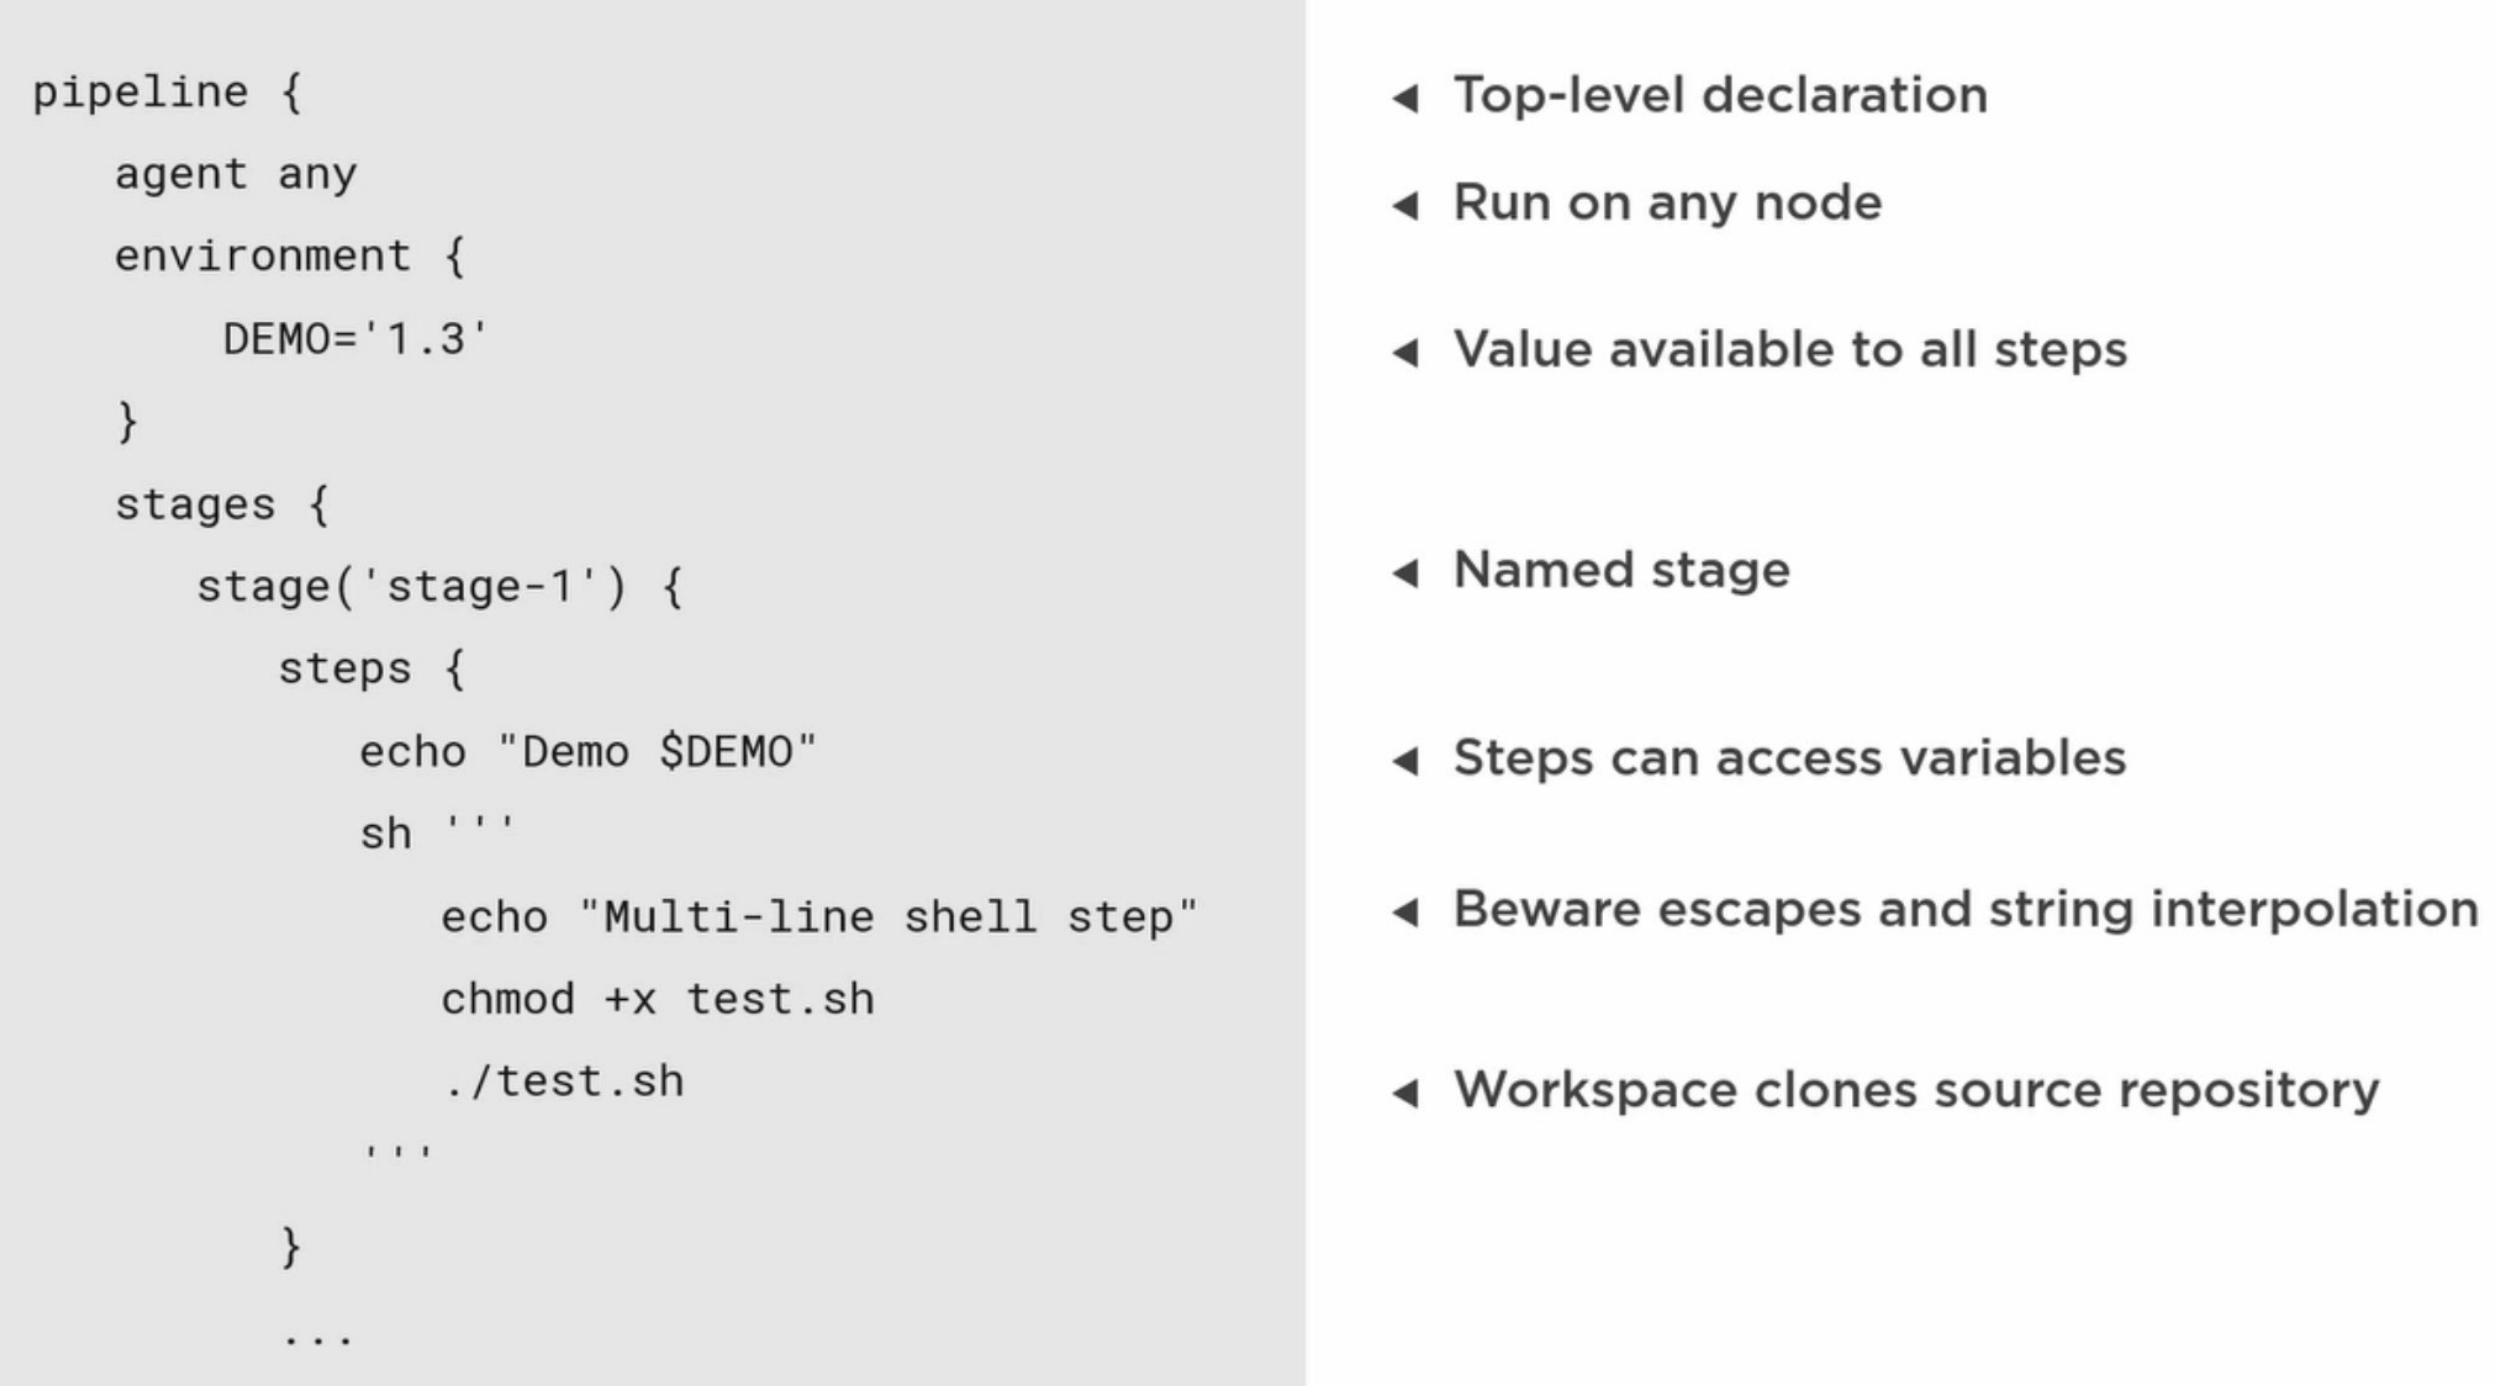 pipeline {
agent any
environment {
DEMO='1.3'
}
stages {
stage('stage-1') {
steps {
echo "Demo $DEMO"
sh '''
echo "Multi-line shell step"
chmod +x test.sh
./test.sh
'''
}
...
Top-level declaration
Run on any node
Value available to all steps
Named stage
Steps can access variables
Beware escapes and string interpolation
Workspace clones source repository